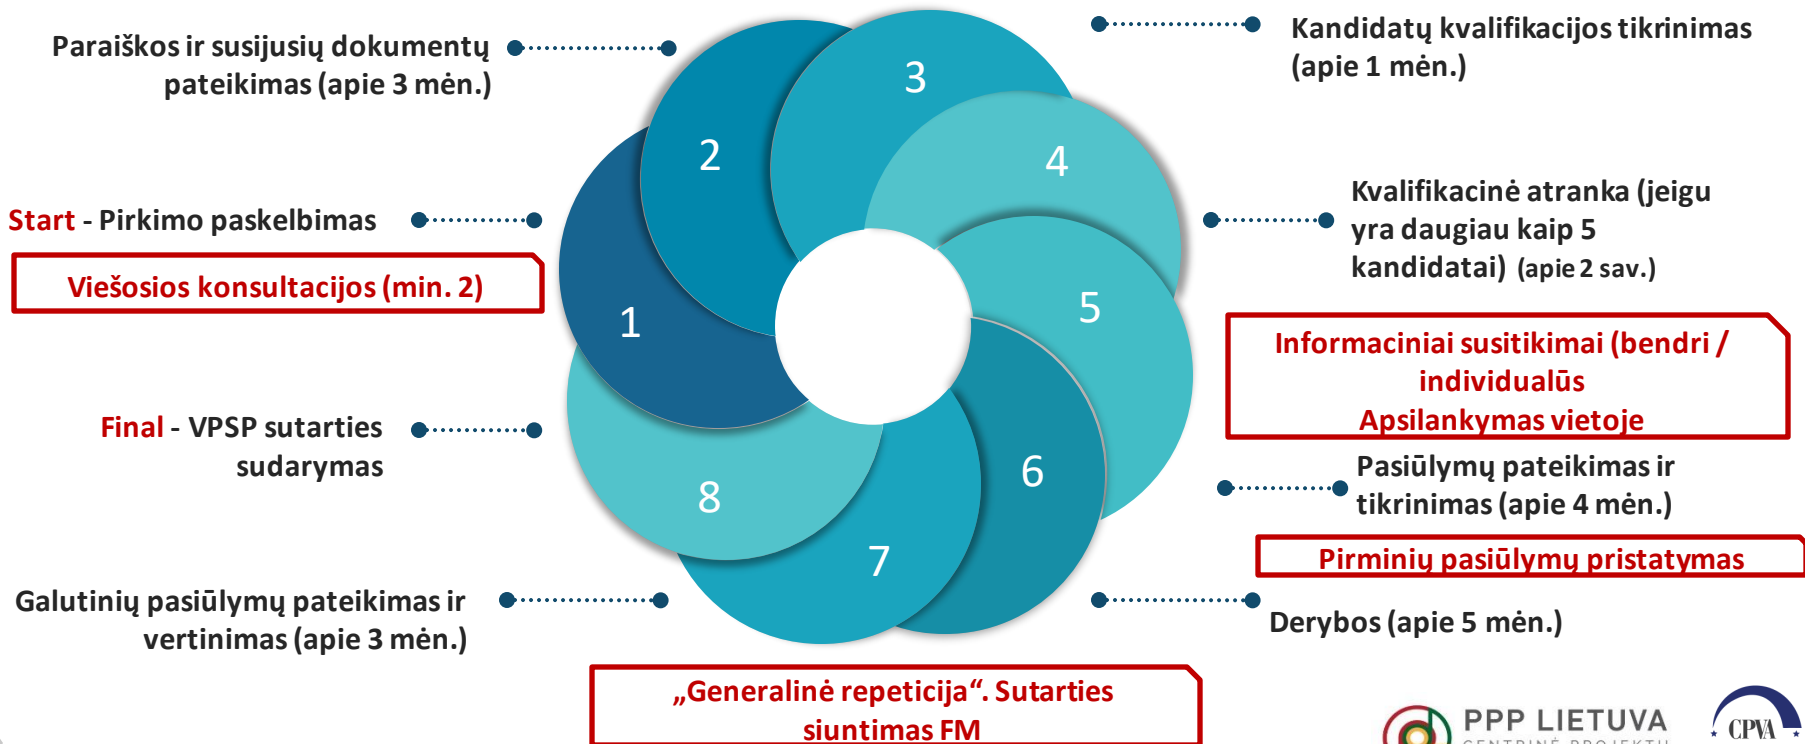 Paraiškos ir susijusių dokumentų
pateikimas (apie 3 mėn.)
Kandidatų kvalifikacijos tikrinimas
(apie 1 mėn.)
3
2
4
Start - Pirkimo paskelbimas
Kvalifikacinė atranka (jeigu
yra daugiau kaip 5
kandidatai) (apie 2 sav.)
Viešosios konsultacijos (min. 2)
1
5
Informaciniai susitikimai (bendri /
individualūs
Apsilankymas vietoje
Final - VPSP sutarties
sudarymas
6
8
Pasiūlymų pateikimas ir
tikrinimas (apie 4 mėn.)
7
Pirminių pasiūlymų pristatymas
Galutinių pasiūlymų pateikimas ir
vertinimas (apie 3 mėn.)
Derybos (apie 5 mėn.)
„Generalinė repeticija“. Sutarties
siuntimas FM
PPP LIETUVA
CENTRINĖ PROJEKTŲ
CPVA